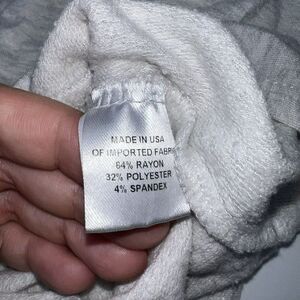 MADE IN USA
OF IMPORTED FABRIC
64% RAYON
32% POLYESTER
4% SPANDEX